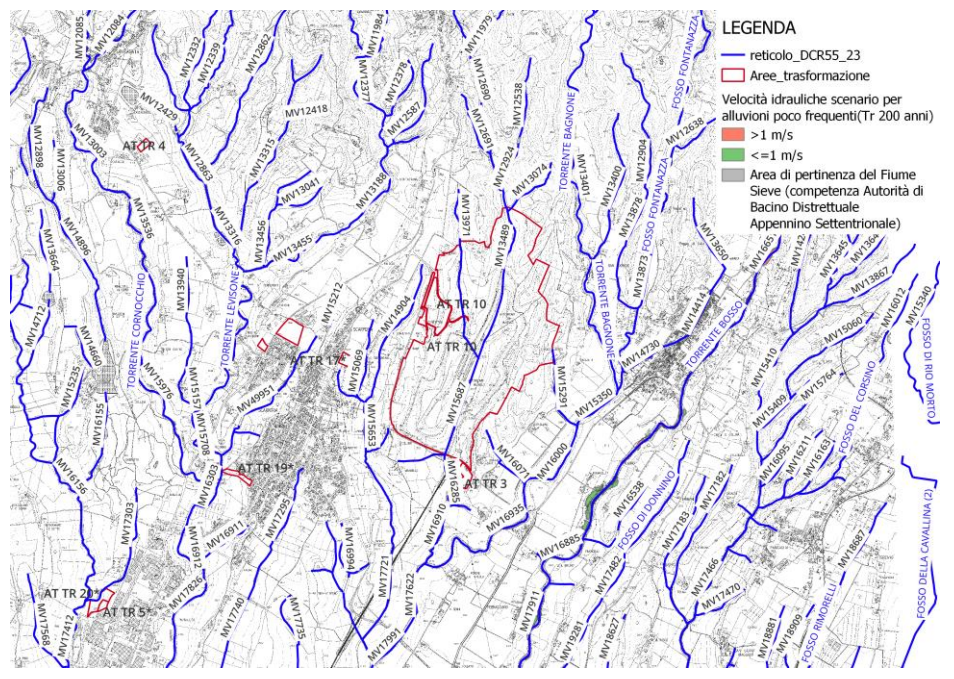 LEGENDA
reticolo_DCR55_23
Aree_trasformazione
Velocità idrauliche scenario per
alluvioni poco frequenti(Tr 200 anni)
>1 m/s
<=1 m/s
Area di pertinenza del Fiume
Sieve (competenza Autorità di
Bacino Distrettuale
Appennino Settentrionale)
MV12085
MV12084
MV12332
MV12339
MV12862
MV11984
MV11979
MV12377
MV12378
MV12587
MV12690
MV12691
MV12538
MV12418
MV12429
MV12898
MV13003
MV13006
AT TR 4
MV12863
MV13315
MV13041
MV13188
MV12924
MV13074
TORRENTE BAGNONE
MV13401
MV13400
MV12904
MV12638
FOSSO FONTANAZZA
MV13878
MV13873
FOSSO FONTANAZZA
MV13650
MV13645
MV13867
MV14896
MV13664
MV13536
MV13316
MV13456
MV13455
MV13971
MV13489
MV13940
TORRENTE CORNOCCHIO
TORRENTE LEVISONE
MV15212
MV14904
AT TR 10
AT TR 10
TORRENTE BAGNONE
MV14414
TORRENTE BOSSO
MV16012
MV15340
FOSSO DI RIO MORTO
MV14712
MV14660
MV15235
MV16155
MV15976
MV15157
MV15708
MV49951
AT TR 17*
MV15069
MV15653
MV15687
MV15291
MV14730
MV15350
MV15410
MV15060
MV15409
MV15764
FOSSO DEL CORSINO
MV16095
MV16211
MV16163
MV16156
MV16303
AT TR 19*
MV16285
AT TR 3
MV16000
MV17303
MV16911
MV17295
MV16910
MV16935
MV16538
FOSSO DI DONNINO
MV17183
MV17182
MV18687
FOSSO DELLA CAVALLINA (2)
MV16912
MV17826
MV16994
MV17721
MV17622
MV16885
MV17466
MV17470
AT TR 20*
AT TR 5*
MV17568
MV17412
MV17740
MV17735
MV17991
MV17911
MV19281
MV18627
MV18881
MV18909
FOSSO RIMORELLI